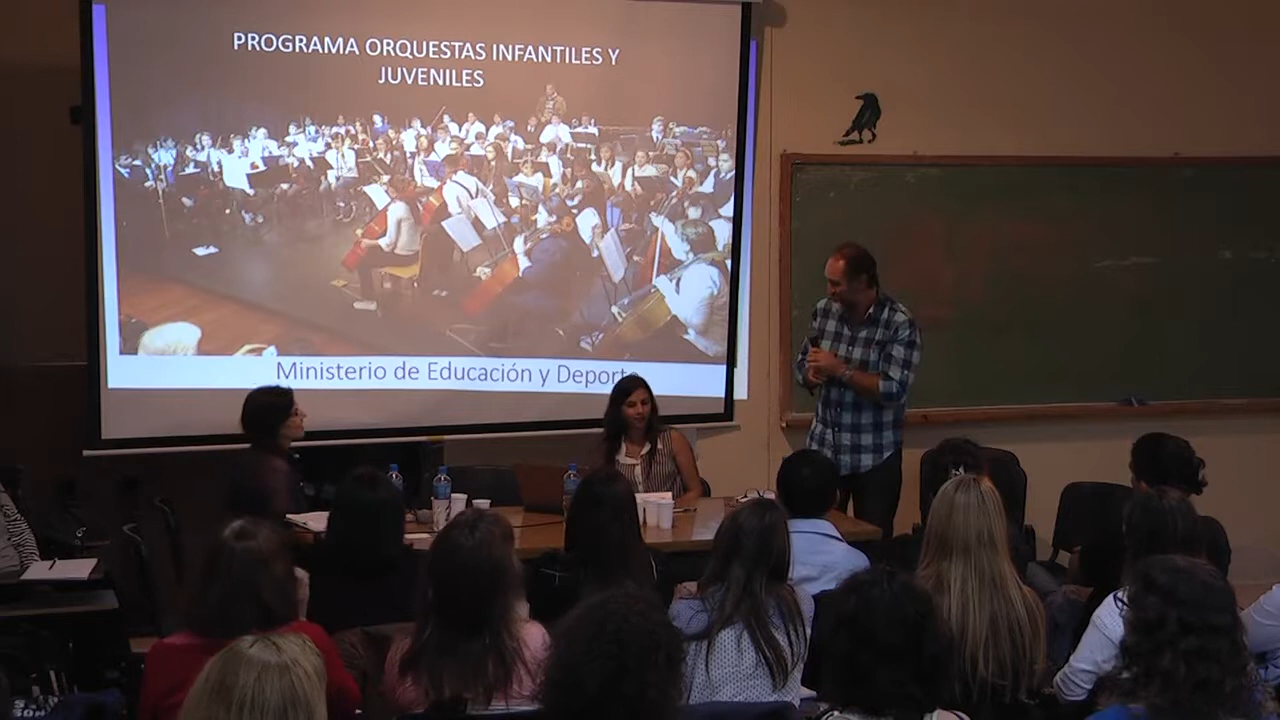 PROGRAMA ORQUESTAS INFANTILES Y
JUVENILES
Ministerio de Educación y Deporte